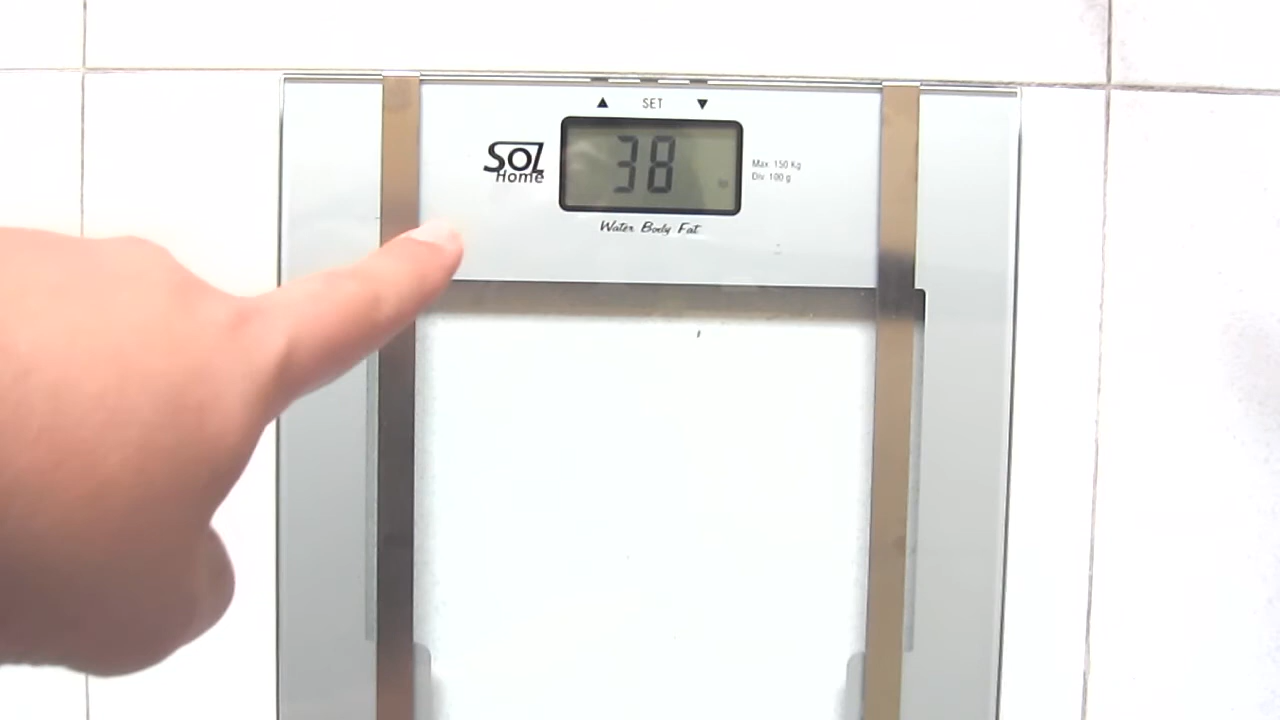 ▲ SET ▼
SOL
Home
38
Max 150 Kg
Div. 100 g
Water Body Fat